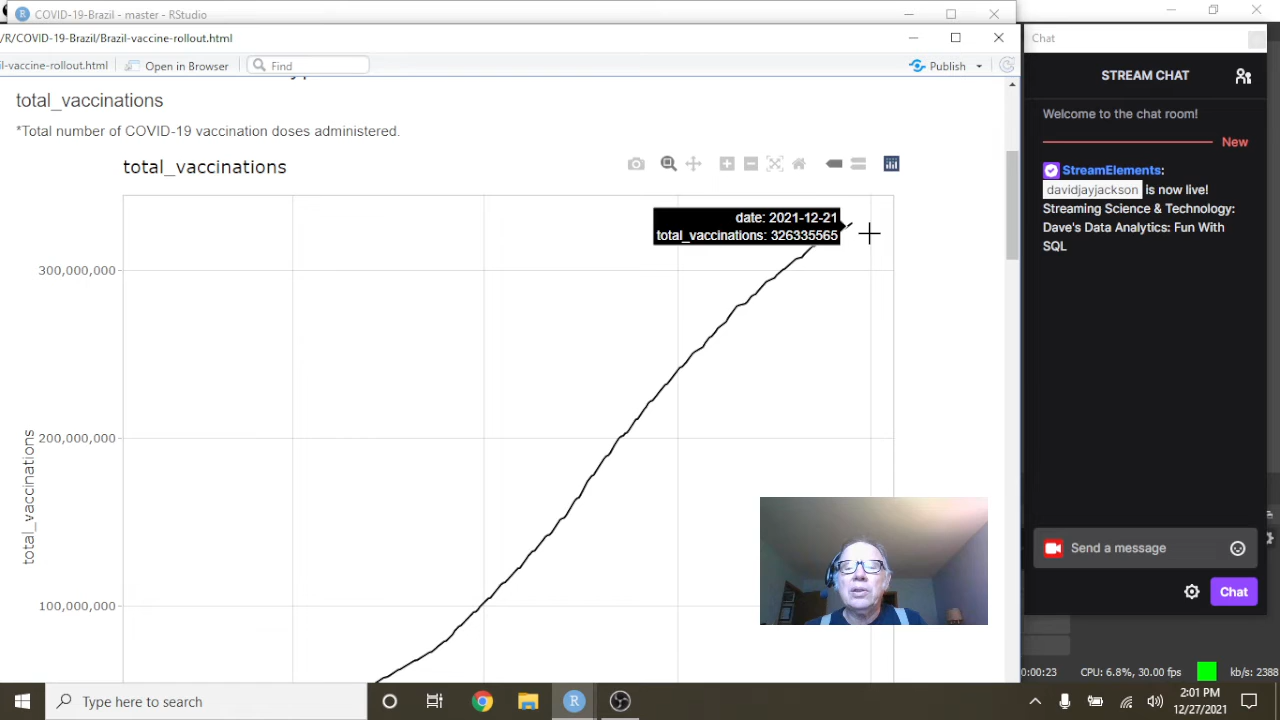 COVID-19-Brazil - master - RStudio
/R/COVID-19-Brazil/Brazil-vaccine-rollout.html
il-vaccine-rollout.html
Open in Browser
Find
Publish
total_vaccinations
*Total number of COVID-19 vaccination doses administered.
total_vaccinations
date: 2021-12-21
total_vaccinations: 326335565
300,000,000
200,000,000
100,000,000
total_vaccinations
Chat
STREAM CHAT
Welcome to the chat room!
New
StreamElements:
davidjayjackson is now live!
Streaming Science & Technology:
Dave's Data Analytics: Fun With
SQL
Send a message
Chat
0:00:23
CPU: 6.8%, 30.00 fps
kb/s: 2388
Type here to search
2:01 PM
12/27/2021